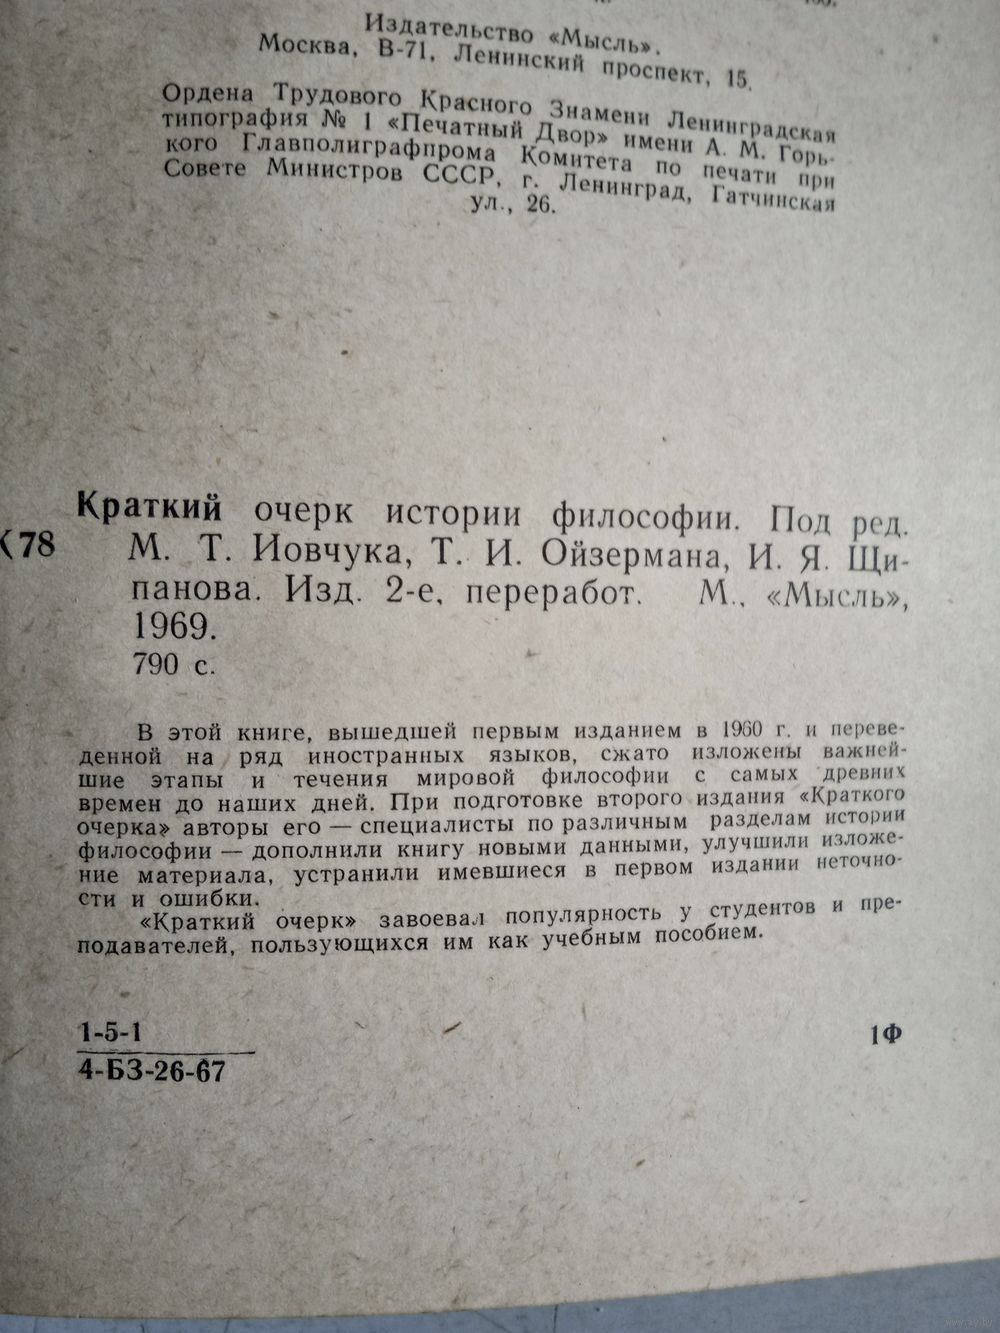 Издательство «Мысль».
Москва, В-71, Ленинский проспект, 15.
Ордена Трудового Красного Знамени Ленинградская
типография № 1 «Печатный Двор» имени А. М. Горь-
кого Главполиграфпрома Комитета по печати при
Совете Министров СССР, г. Ленинград, Гатчинская
ул., 26.
Краткий очерк истории философии. Под ред.
К78 М. Т. Иовчука, Т. И. Ойзермана, И. Я. Щи-
панова. Изд. 2-е, переработ. М., «Мысль»,
1969.
790 с.
В этой книге, вышедшей первым изданием в 1960 г. и переве-
денной на ряд иностранных языков, сжато изложены важней-
шие этапы и течения мировой философии с самых древних
времен до наших дней. При подготовке второго издания «Краткого
очерка» авторы его — специалисты по различным разделам истории
философии — дополнили книгу новыми данными, улучшили изложе-
ние материала, устранили имевшиеся в первом издании неточно-
сти и ошибки.
«Краткий очерк» завоевал популярность у студентов и пре-
подавателей, пользующихся им как учебным пособием.
1-5-1
4-БЗ-26-67
1Ф